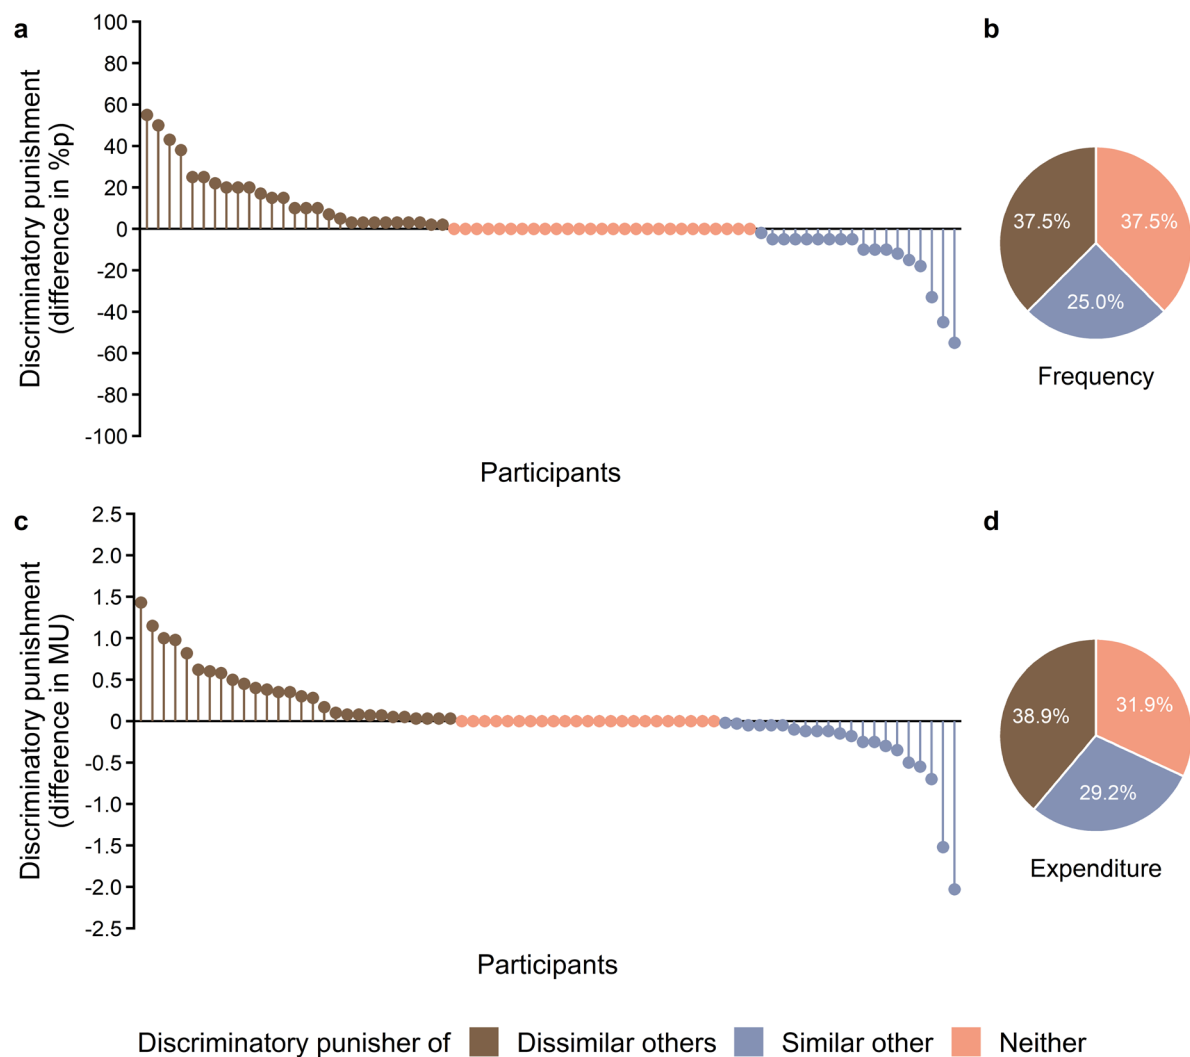 a
Discriminatory punishment
(difference in %p)
100
80
60
40
20
0
-20
-40
-60
-80
-100
Participants
b
37.5%
37.5%
25.0%
Frequency
c
Discriminatory punishment
(difference in MU)
2.5
2.0
1.5
1.0
0.5
0
-0.5
-1.0
-1.5
-2.0
-2.5
Participants
d
38.9%
31.9%
29.2%
Expenditure
Discriminatory punisher of Dissimilar others Similar other Neither